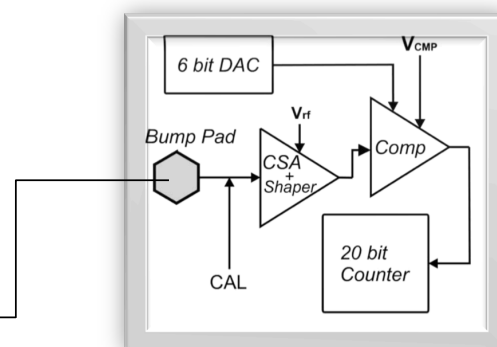 6 bit DAC
VCMP
Vrf
Bump Pad
CSA
+
Shaper
Comp
CAL
20 bit
Counter